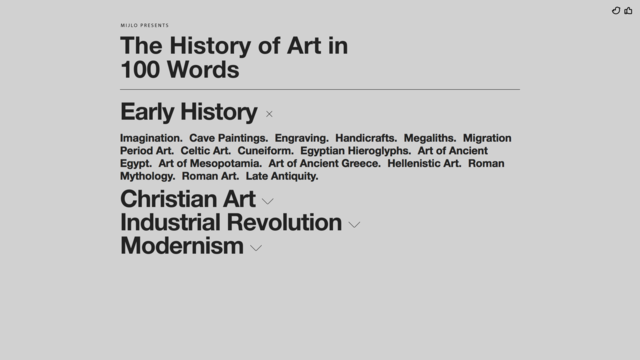 MIJLO PRESENTS
The History of Art in
100 Words
Early History
Imagination. Cave Paintings. Engraving. Handicrafts. Megaliths. Migration
Period Art. Celtic Art. Cuneiform. Egyptian Hieroglyphs. Art of Ancient
Egypt. Art of Mesopotamia. Art of Ancient Greece. Hellenistic Art. Roman
Mythology. Roman Art. Late Antiquity.
Christian Art
Industrial Revolution
Modernism